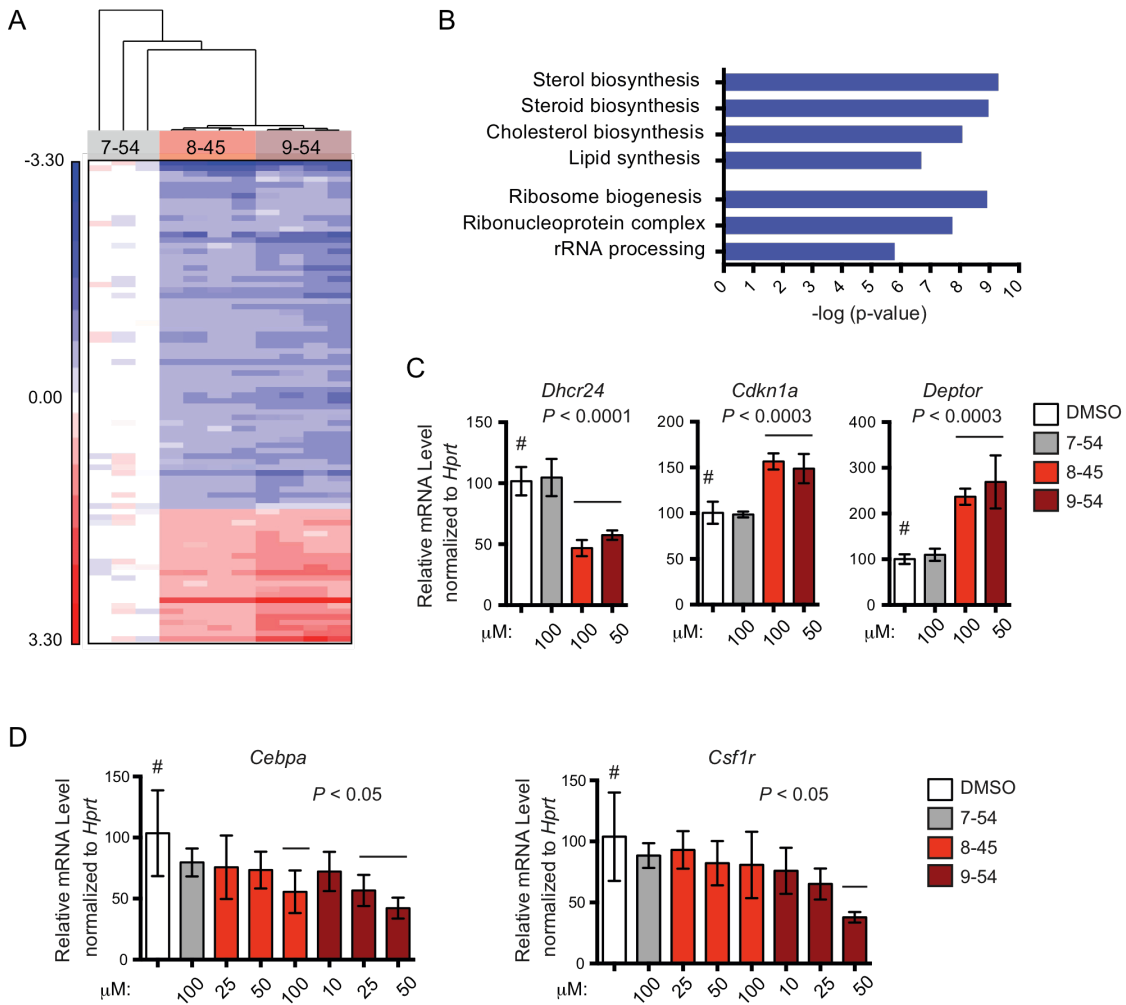 A
7-54
8-45
9-54
-3.30
0.00
3.30
B
Sterol biosynthesis
Steroid biosynthesis
Cholesterol biosynthesis
Lipid synthesis
Ribosome biogenesis
Ribonucleoprotein complex
rRNA processing
0 1 2 3 4 5 6 7 8 9 10
-log (p-value)
C
Relative mRNA Level
normalized to Hprt
Dhcr24
P < 0.0001
150
100
50
0
#
μM:
100
100
50
Cdkn1a
P < 0.0003
200
150
100
50
0
#
100
100
50
Deptor
P < 0.0003
400
300
200
100
0
#
100
100
50
DMSO
7-54
8-45
9-54
D
Relative mRNA Level
normalized to Hprt
Cebpa
P < 0.05
150
100
50
0
#
μM:
100
25
50
100
10
25
50
Relative mRNA Level
normalized to Hprt
Csf1r
P < 0.05
150
100
50
0
#
μM:
100
25
50
100
10
25
50
DMSO
7-54
8-45
9-54